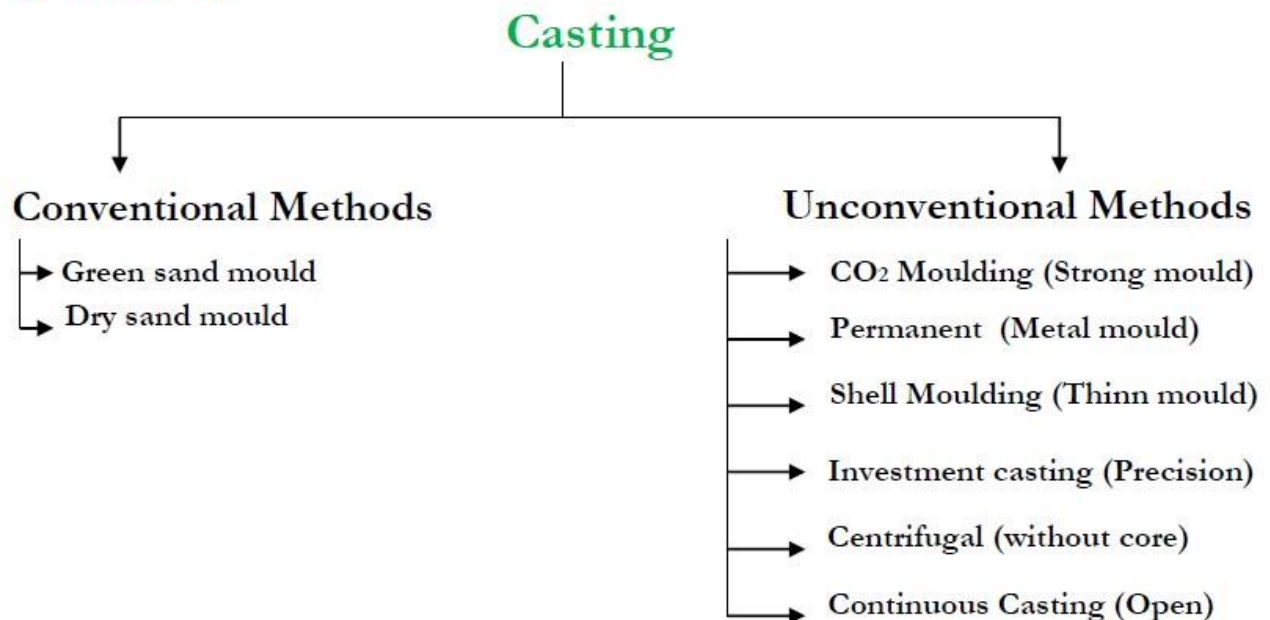 Casting
Conventional Methods
Green sand mould
Dry sand mould
Unconventional Methods
CO2 Moulding (Strong mould)
Permanent (Metal mould)
Shell Moulding (Thinn mould)
Investment casting (Precision)
Centrifugal (without core)
Continuous Casting (Open)